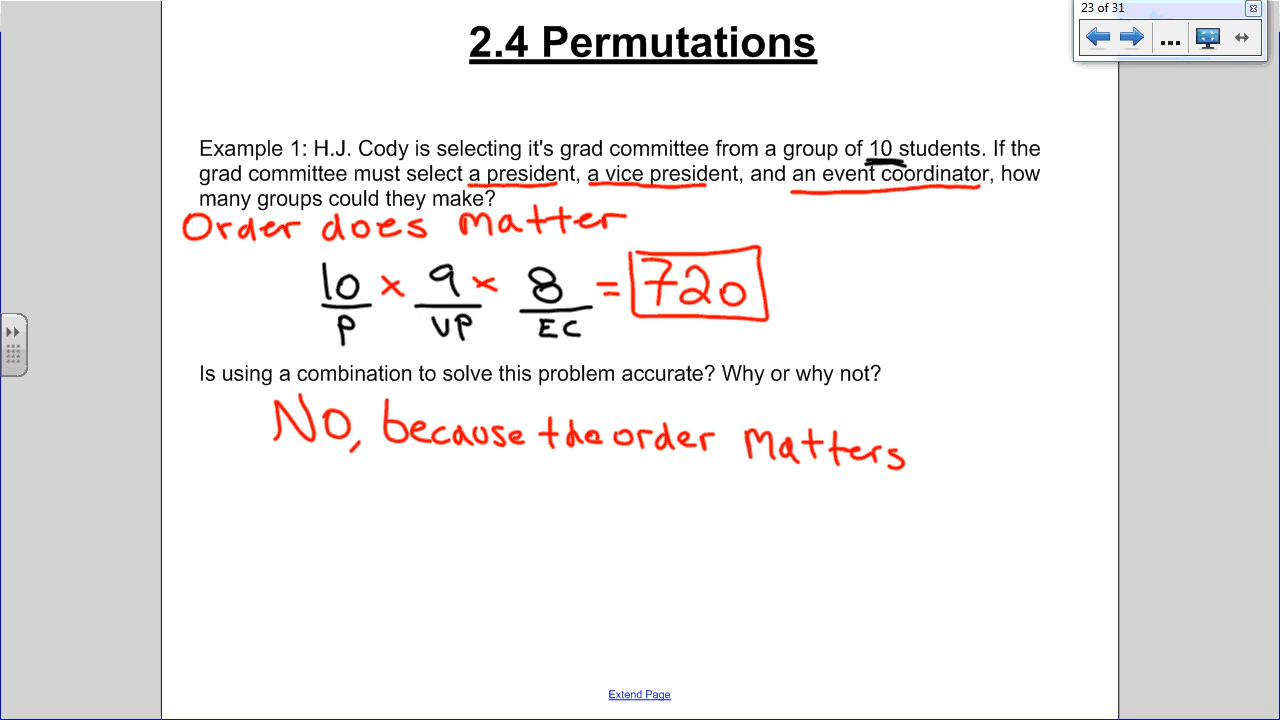 23 of 31
2.4 Permutations
Example 1: H.J. Cody is selecting it's grad committee from a group of 10 students. If the
grad committee must select a president, a vice president, and an event coordinator, how
many groups could they make?
Order does matter
10 × 9 × 8 = 720
P VP EC
Is using a combination to solve this problem accurate? Why or why not?
No, because the order matters
Extend Page